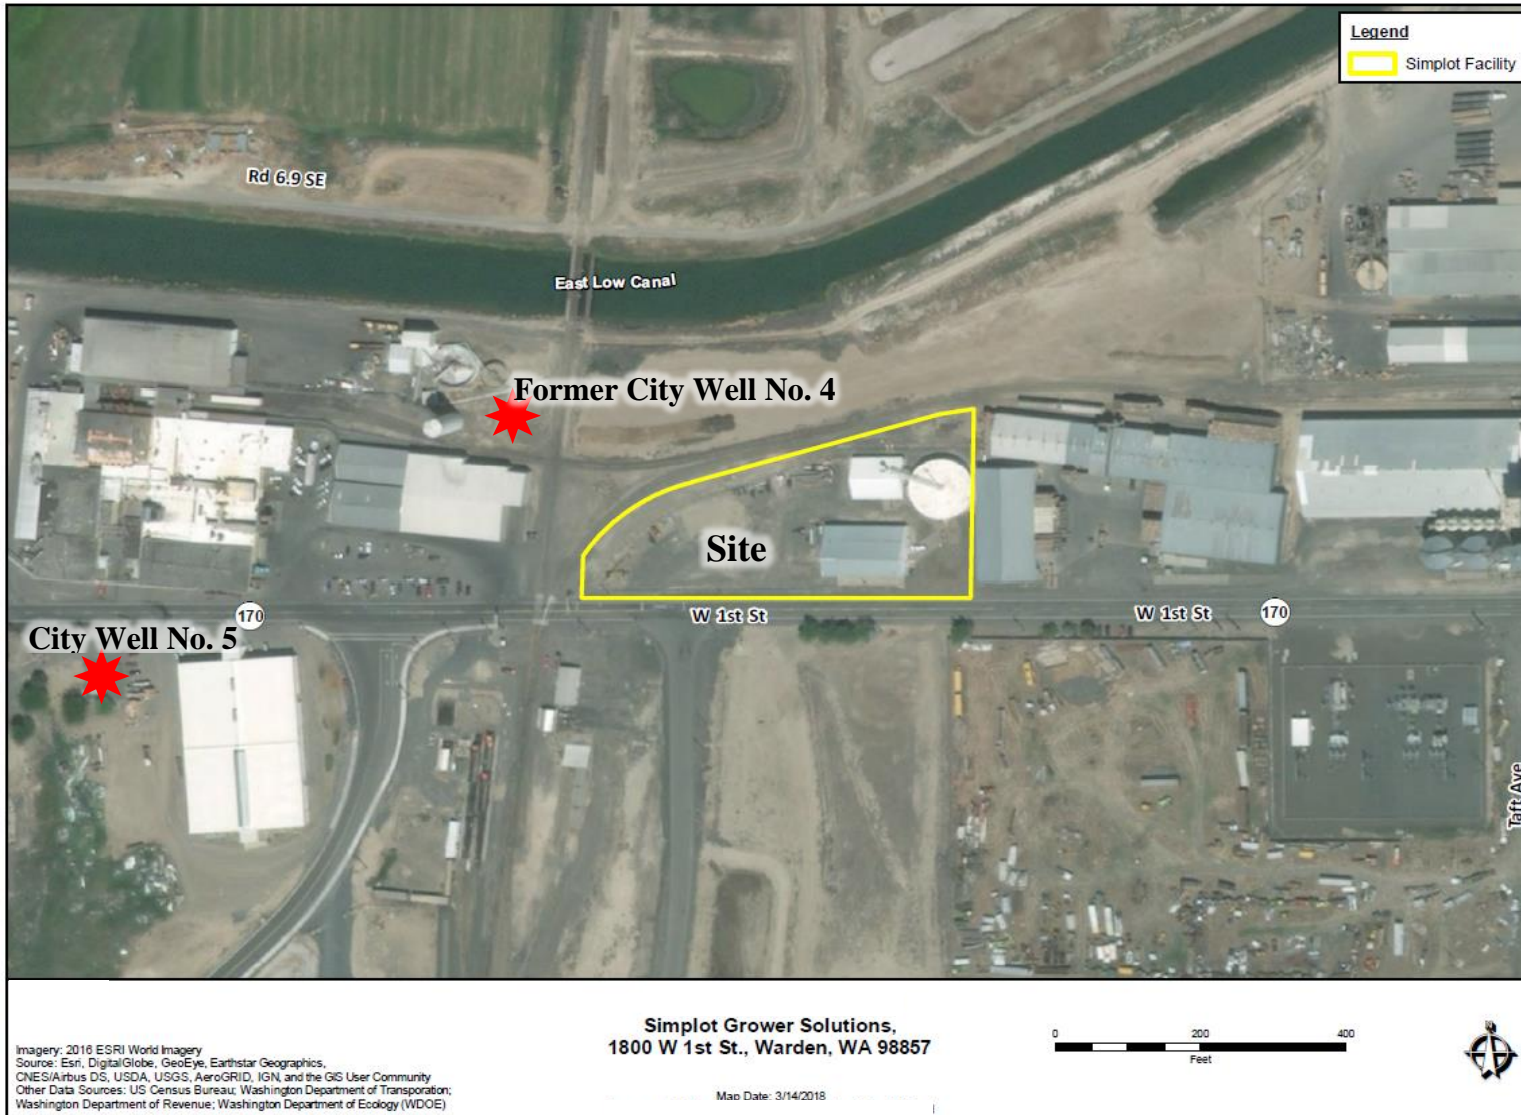 Legend
Simplot Facility
Rd 6.9 SE
East Low Canal
Former City Well No. 4
Site
170
W 1st St
W 1st St
170
City Well No. 5
Taft Ave
Simplot Grower Solutions,
1800 W 1st St., Warden, WA 98857
Map Date: 3/14/2018
0 200 400
Feet
Imagery: 2016 ESRI World Imagery
Source: Esri, DigitalGlobe, GeoEye, Earthstar Geographics,
CNES/Airbus DS, USDA, USGS, AeroGRID, IGN, and the GIS User Community
Other Data Sources: US Census Bureau; Washington Department of Transporation;
Washington Department of Revenue; Washington Department of Ecology (WDOE)